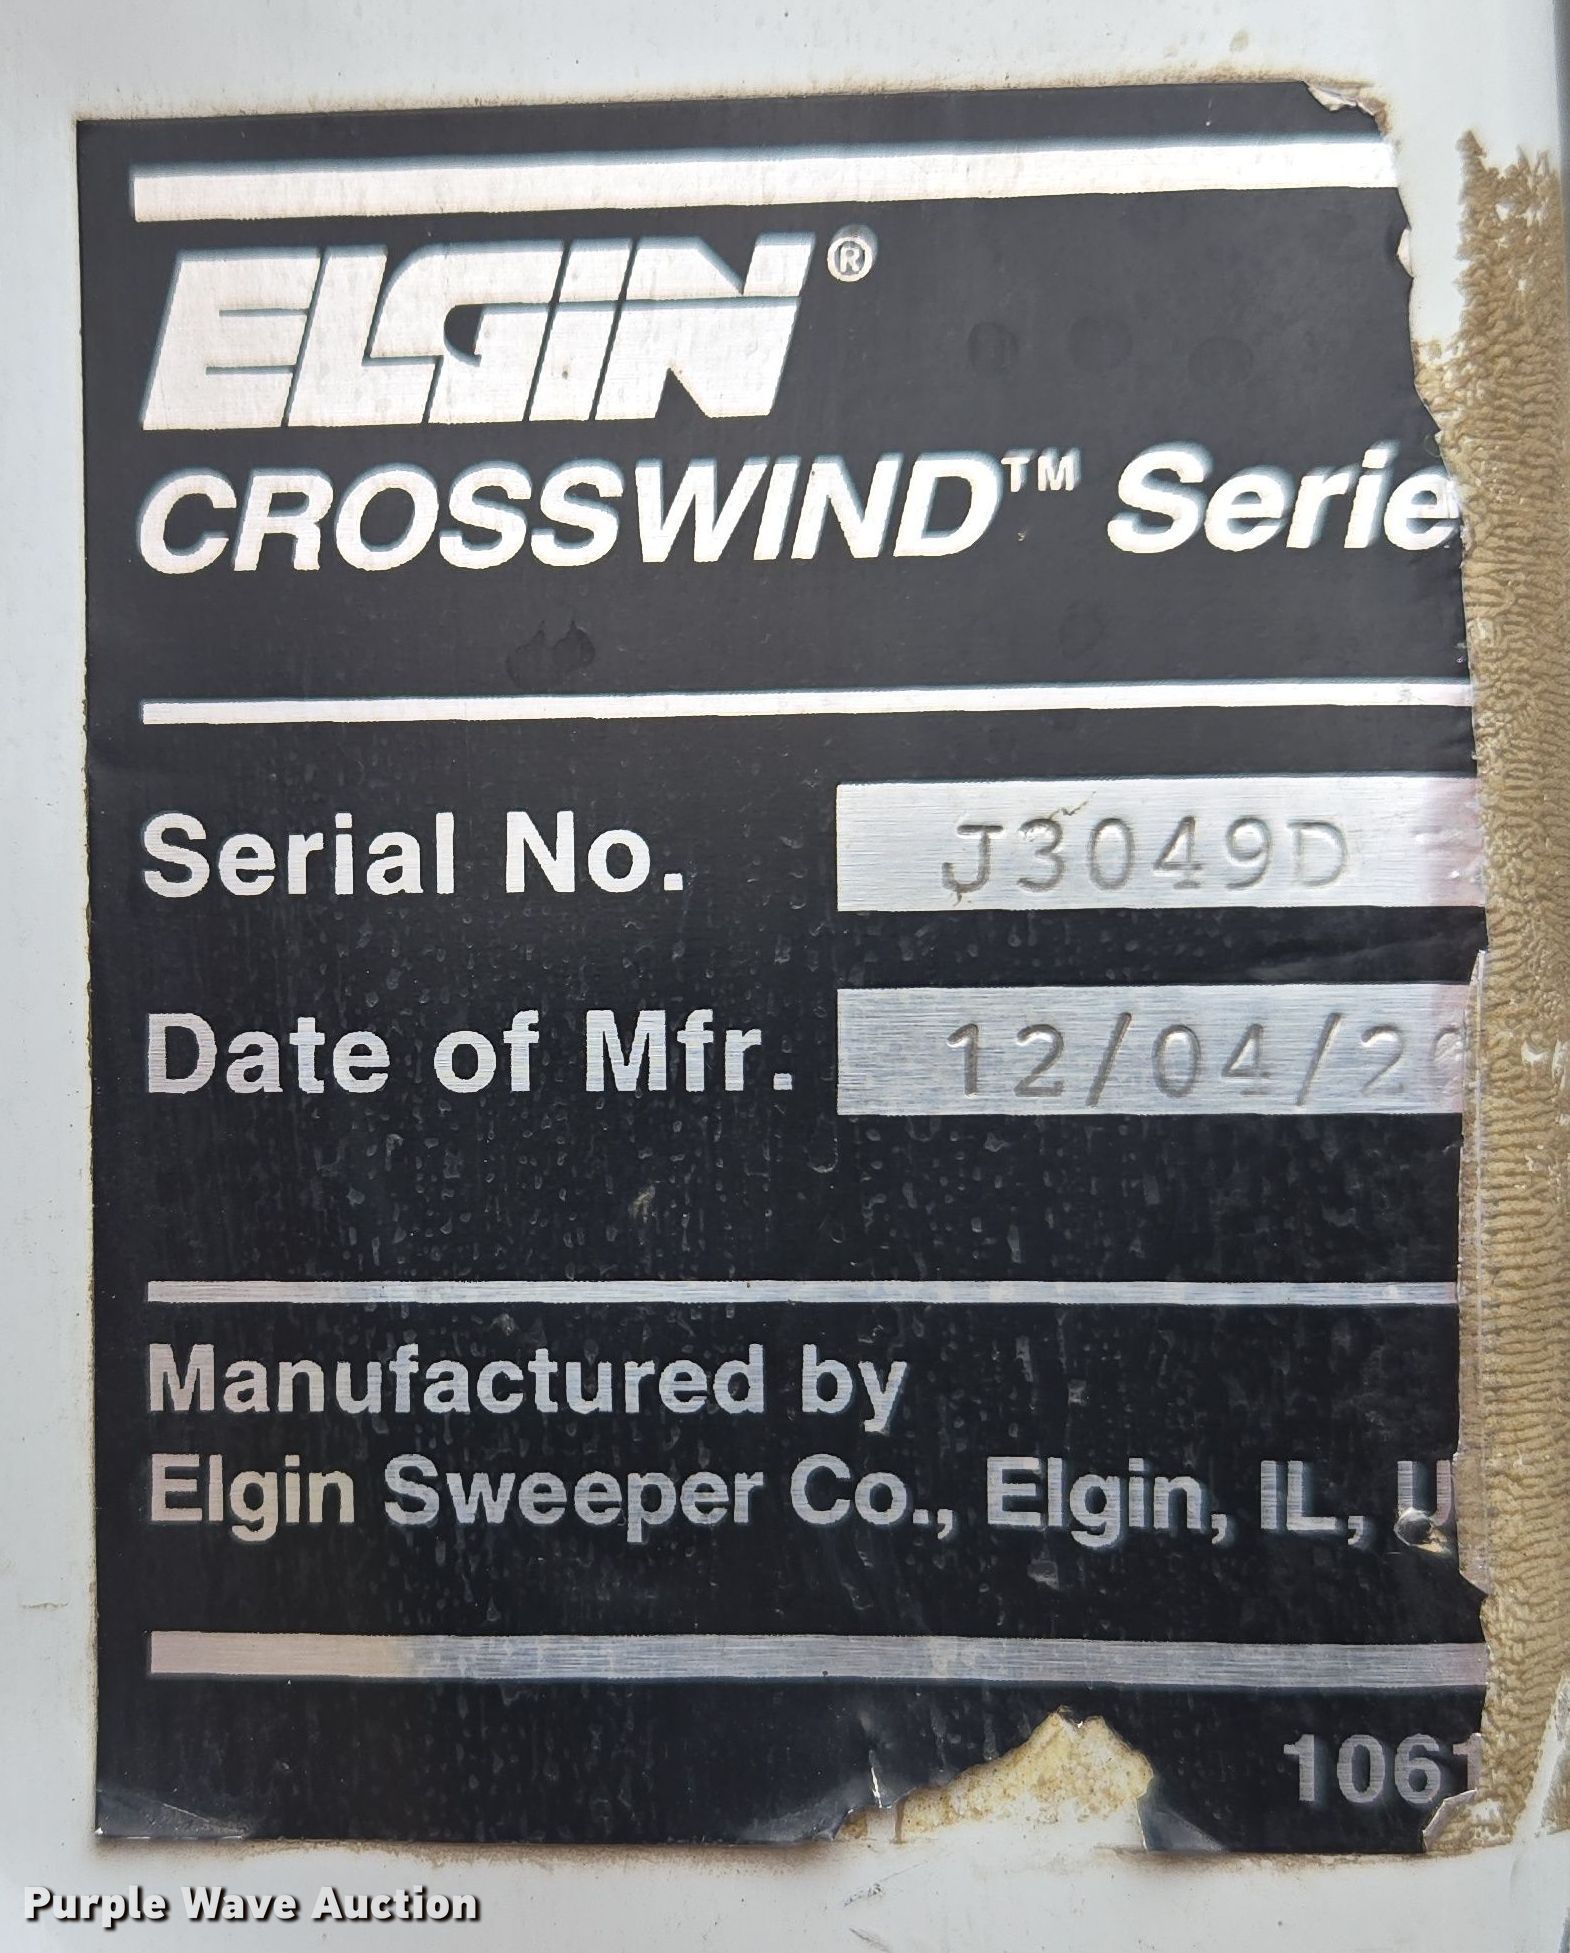 ELGIN®
CROSSWIND™ Serie
Serial No. J3049D
Date of Mfr. 12/04/2
Manufactured by
Elgin Sweeper Co., Elgin, IL, U
1061
Purple Wave Auction